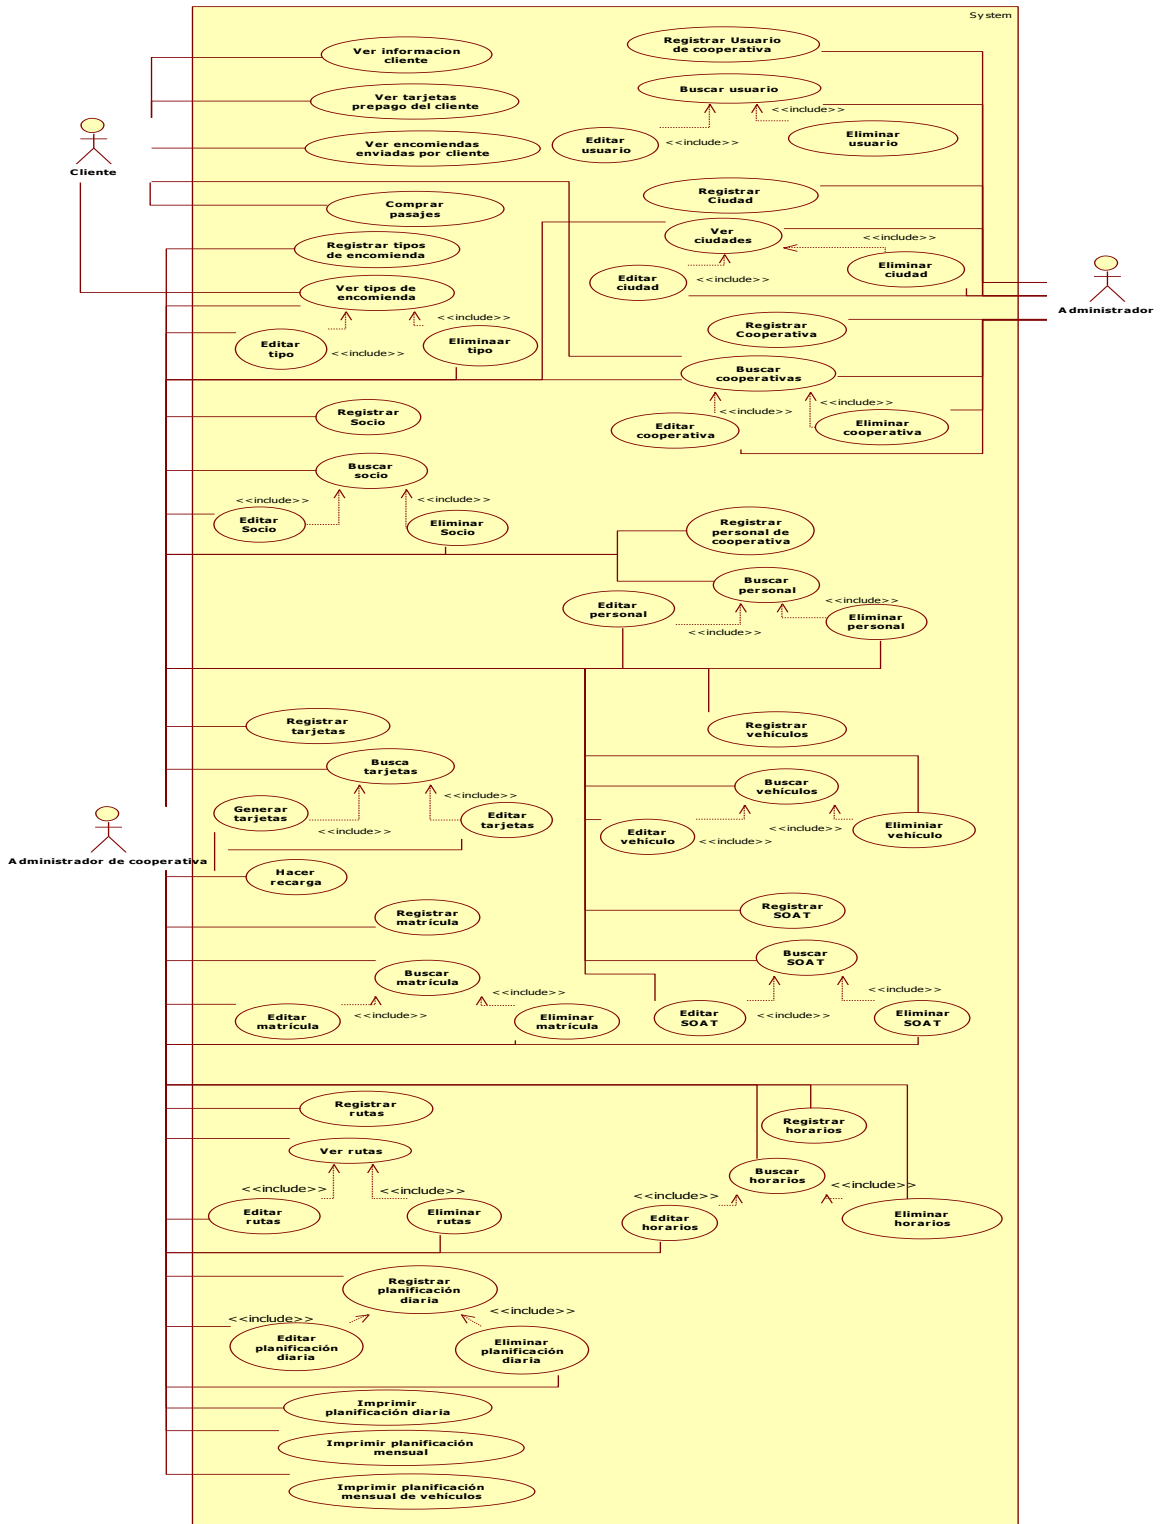 System
Ver informacion
cliente
Registrar Usuario
de cooperativa
Ver tarjetas
prepago del cliente
Buscar usuario
<<include>>
Cliente
Ver encomiendas
enviadas por cliente
Editar
usuario
<<include>>
Eliminar
usuario
Comprar
pasajes
Registrar
Ciudad
Registrar tipos
de encomienda
Ver
ciudades
<<include>>
Ver tipos de
encomienda
Editar
ciudad
<<include>>
Eliminar
ciudad
Administrador
<<include>>
Editar
tipo
<<include>>
Eliminaar
tipo
Registrar
Cooperativa
Buscar
cooperativas
<<include>>
<<include>>
Registrar
Socio
Editar
cooperativa
Eliminar
cooperativa
Buscar
socio
<<include>>
<<include>>
Editar
Socio
Eliminar
Socio
Registrar
personal de
cooperativa
Buscar
personal
<<include>>
Editar
personal
<<include>>
Eliminar
personal
Registrar
tarjetas
Registrar
vehículos
Busca
tarjetas
Buscar
vehículos
<<include>>
Generar
tarjetas
<<include>>
Editar
tarjetas
Editar
vehículo
<<include>>
<<include>>
Eliminiar
vehículo
Administrador de cooperativa
Hacer
recarga
Registrar
matrícula
Registrar
SOAT
Buscar
matrícula
Buscar
SOAT
<<include>>
<<include>>
Editar
matrícula
<<include>>
Eliminar
matrícula
Editar
SOAT
<<include>>
Eliminar
SOAT
Registrar
rutas
Registrar
horarios
Ver rutas
Buscar
horarios
<<include>>
<<include>>
<<include>>
<<include>>
Editar
rutas
Eliminar
rutas
Editar
horarios
Eliminar
horarios
Registrar
planificación
diaria
<<include>>
<<include>>
Editar
planificación
diaria
Eliminar
planificación
diaria
Imprimir
planificación diaria
Imprimir planificación
mensual
Imprimir planificación
mensual de vehículos